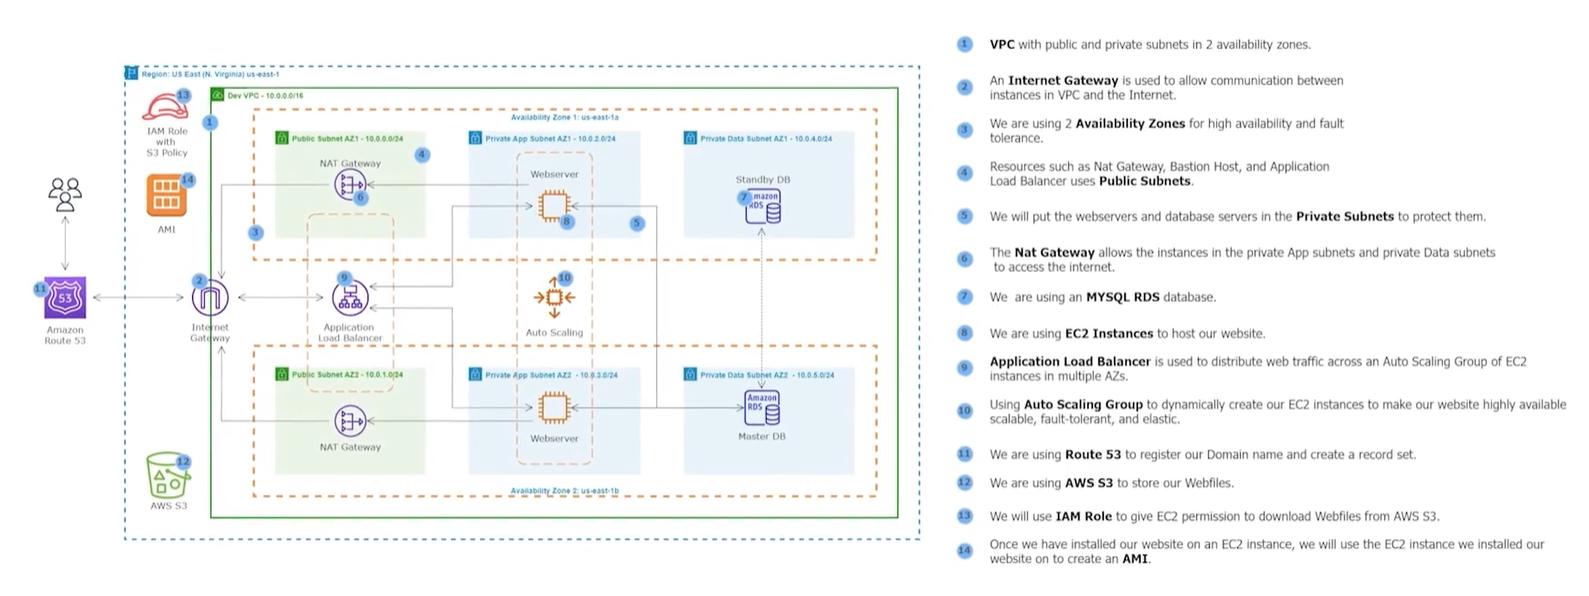 Region: US East (N. Virginia) us-east-1
Dev VPC - 10.0.0.0/16
13
IAM Role
with
S3 Policy
14
AMI
11
53
Amazon
Route 53
12
AWS S3
1
2
Internet
Gateway
3
Availability Zone 1: us-east-1a
Public Subnet AZ1 - 10.0.0.0/24
NAT Gateway
4
6
Private App Subnet AZ1 - 10.0.2.0/24
Webserver
8
5
Private Data Subnet AZ1 - 10.0.4.0/24
Standby DB
7
Amazon
RDS
9
Application
Load Balancer
10
Auto Scaling
Public Subnet AZ2 - 10.0.1.0/24
NAT Gateway
Private App Subnet AZ2 - 10.0.3.0/24
Webserver
Private Data Subnet AZ2 - 10.0.5.0/24
Amazon
RDS
Master DB
Availability Zone 2: us-east-1b
1 VPC with public and private subnets in 2 availability zones.
2 An Internet Gateway is used to allow communication between
instances in VPC and the Internet.
3 We are using 2 Availability Zones for high availability and fault
tolerance.
4 Resources such as Nat Gateway, Bastion Host, and Application
Load Balancer uses Public Subnets.
5 We will put the webservers and database servers in the Private Subnets to protect them.
6 The Nat Gateway allows the instances in the private App subnets and private Data subnets
to access the internet.
7 We are using an MYSQL RDS database.
8 We are using EC2 Instances to host our website.
9 Application Load Balancer is used to distribute web traffic across an Auto Scaling Group of EC2
instances in multiple AZs.
10 Using Auto Scaling Group to dynamically create our EC2 instances to make our website highly available
scalable, fault-tolerant, and elastic.
11 We are using Route 53 to register our Domain name and create a record set.
12 We are using AWS S3 to store our Webfiles.
13 We will use IAM Role to give EC2 permission to download Webfiles from AWS S3.
14 Once we have installed our website on an EC2 instance, we will use the EC2 instance we installed our
website on to create an AMI.